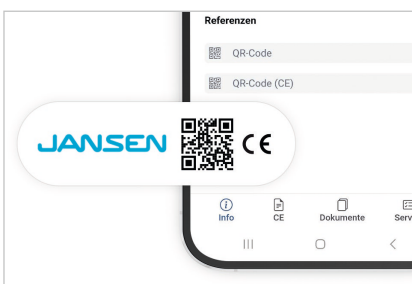 Referenzen
QR-Code
QR-Code (CE)
JANSEN CE
Info CE Dokumente Serv